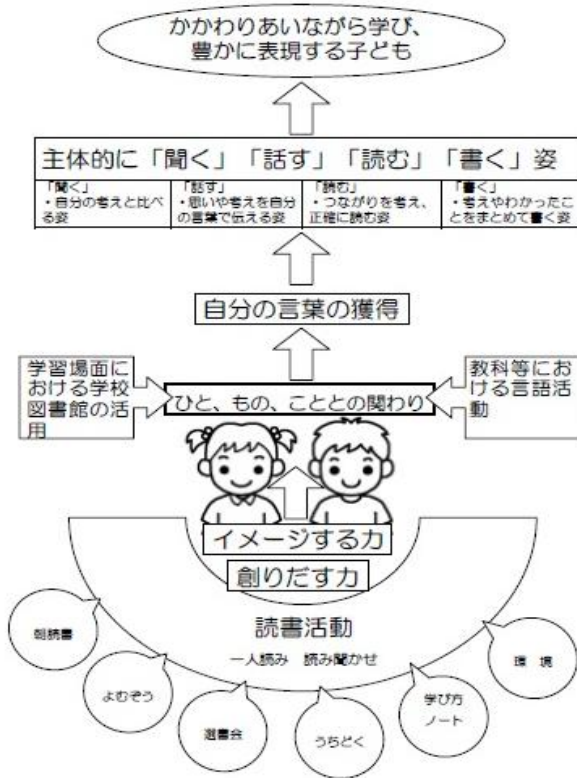 かかわりあいながら学び、
豊かに表現する子ども
主体的に「聞く」「話す」「読む」「書く」姿
「聞く」
・自分の考えと比べ
る姿
「話す」
・思いや考えを自分
の言葉で伝える姿
「読む」
・つながりを考え、
正確に読む姿
「書く」
・考えやわかったこ
とをまとめて書く姿
自分の言葉の獲得
学習場面に
おける学校
図書館の活
用
ひと、もの、こととの関わり
教科等にお
ける言語活
動
イメージする力
創りだす力
読書活動
一人読み 読み聞かせ
朝読書
よむぞう
選書会
うちどく
学び方
ノート
環 境